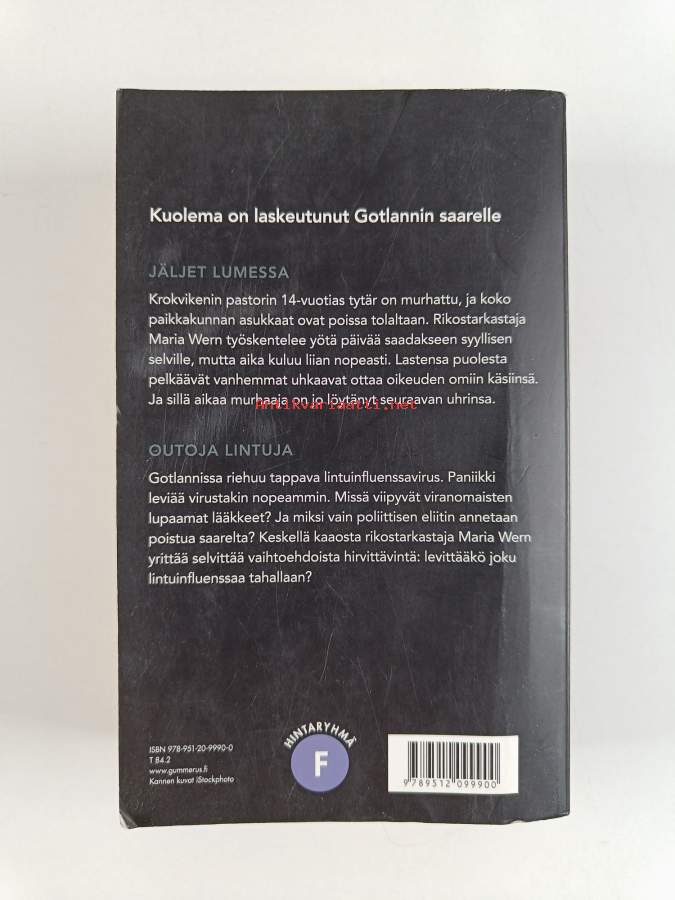 Kuolema on laskeutunut Gotlannin saarelle
JÄLJET LUMESSA
Krokvikenin pastorin 14-vuotias tytär on murhattu, ja koko
paikkakunnan asukkaat ovat poissa tolaltaan. Rikostarkastaja
Maria Wern työskentelee yötä päivää saadakseen syyllisen
selville, mutta aika kuluu liian nopeasti. Lastensa puolesta
pelkäävät vanhemmat uhkaavat ottaa oikeuden omiin käsiinsä.
Ja sillä aikaa murhaaja on jo löytänyt seuraavan uhrinsa.
Antikvariaatti.net
OUTOJA LINTUJA
Gotlannissa riehuu tappava lintuinfluenssavirus. Paniikki
leviää virustakin nopeammin. Missä viipyvät viranomaisten
lupaamat lääkkeet? Ja miksi vain poliittisen eliitin annetaan
poistua saarelta? Keskellä kaaosta rikostarkastaja Maria Wern
yrittää selvittää vaihtoehdoista hirvittävintä: levittääkö joku
lintuinfluenssaa tahallaan?
ISBN 978-951-20-9990-0
T 84.2
www.gummerus.fi
Kannen kuvat iStockphoto
HINTARYHMÄ
F
9789512099900